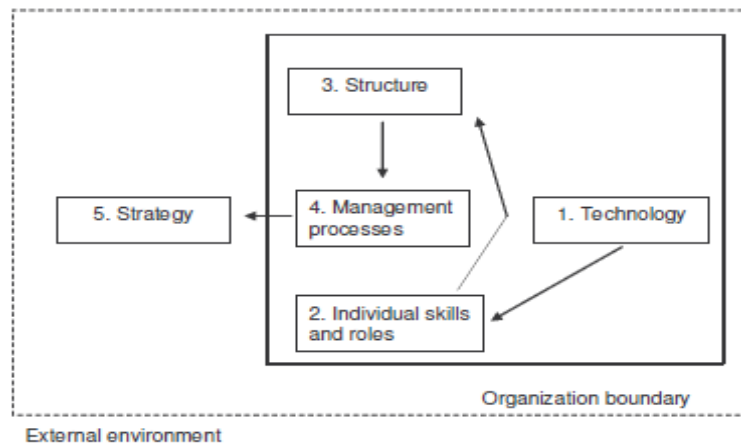 3. Structure
5. Strategy
4. Management
processes
1. Technology
2. Individual skills
and roles
Organization boundary
External environment